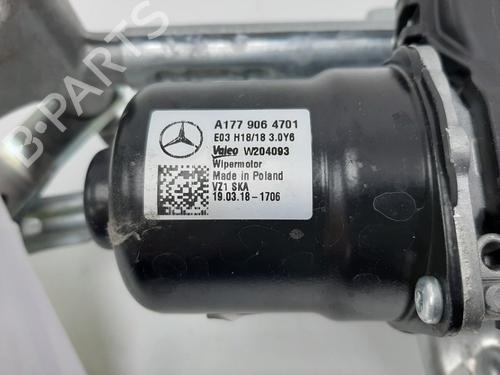 A177 906 4701
E03 H18/18 3.0Y6
Valeo W204093
Wipermotor
Made in Poland
VZ1 SKA
19.03.18-1706
B-PARTS